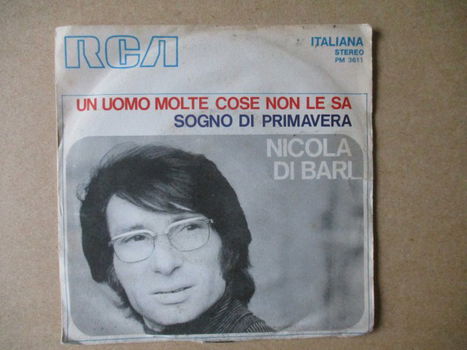 RCA
ITALIANA
STEREO
PM 3611
UN UOMO MOLTE COSE NON LE SA
SOGNO DI PRIMAVERA
NICOLA
DI BARI